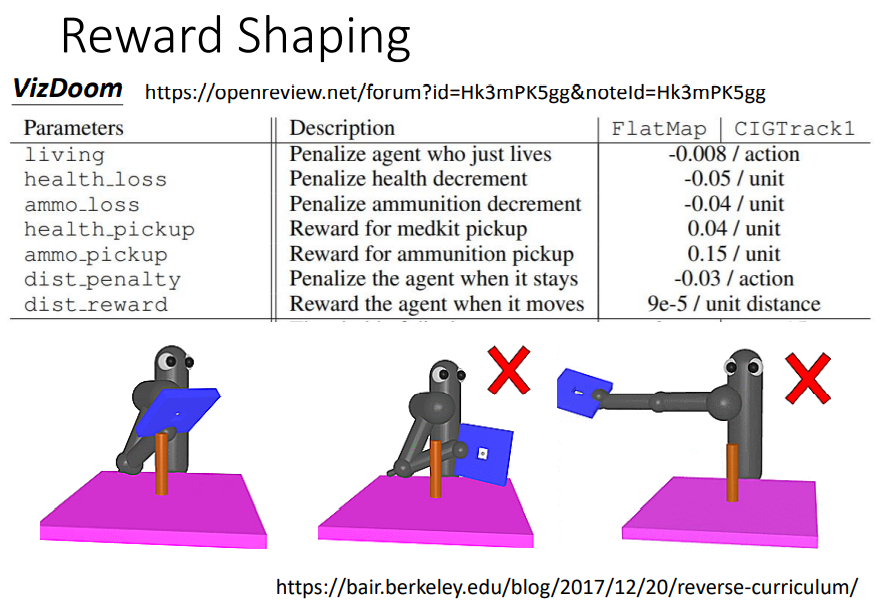 Reward Shaping
VizDoom https://openreview.net/forum?id=Hk3mPK5gg&noteId=Hk3mPK5gg
Parameters Description FlatMap | CIGTrack1
living Penalize agent who just lives -0.008 / action
health_loss Penalize health decrement -0.05 / unit
ammo_loss Penalize ammunition decrement -0.04 / unit
health_pickup Reward for medkit pickup 0.04 / unit
ammo_pickup Reward for ammunition pickup 0.15 / unit
dist_penalty Penalize the agent when it stays -0.03 / action
dist_reward Reward the agent when it moves 9e-5 / unit distance
https://bair.berkeley.edu/blog/2017/12/20/reverse-curriculum/